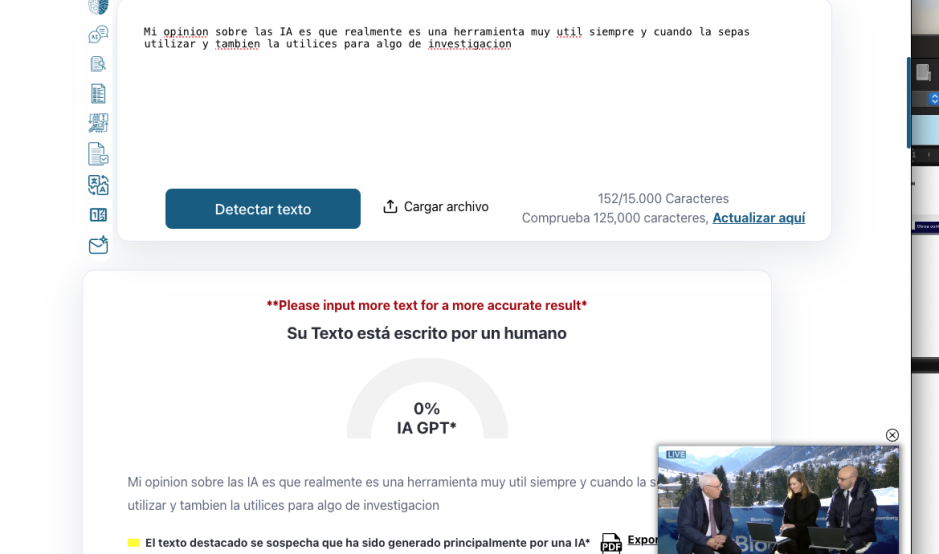 Mi opinion sobre las IA es que realmente es una herramienta muy util siempre y cuando la sepas
utilizar y tambien la utilices para algo de investigacion
Detectar texto
Cargar archivo
152/15.000 Caracteres
Comprueba 125,000 caracteres, Actualizar aquí
**Please input more text for a more accurate result*
Su Texto está escrito por un humano
0%
IA GPT*
Mi opinion sobre las IA es que realmente es una herramienta muy util siempre y cuando la s
utilizar y tambien la utilices para algo de investigacion
LIVE
El texto destacado se sospecha que ha sido generado principalmente por una IA*
PDF
Expor